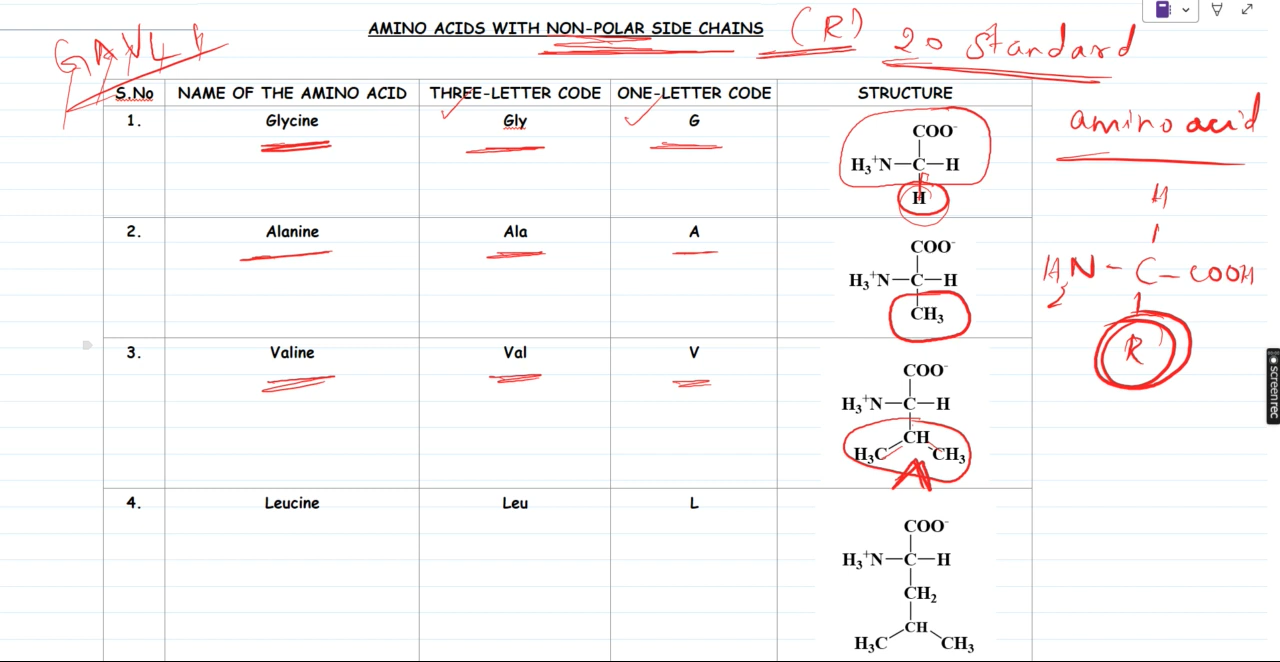 AMINO ACIDS WITH NON-POLAR SIDE CHAINS
(R)
20 standard
amino acid
S.No NAME OF THE AMINO ACID THREE-LETTER CODE ONE-LETTER CODE STRUCTURE
1. Glycine Gly G
COO⁻
H₃⁺N—C—H
H
2. Alanine Ala A
COO⁻
H₃⁺N—C—H
CH₃
3. Valine Val V
COO⁻
H₃⁺N—C—H
CH
H₃C CH₃
4. Leucine Leu L
COO⁻
H₃⁺N—C—H
CH₂
CH
H₃C CH₃
H
H₂N—C—COOH
R
screenrec